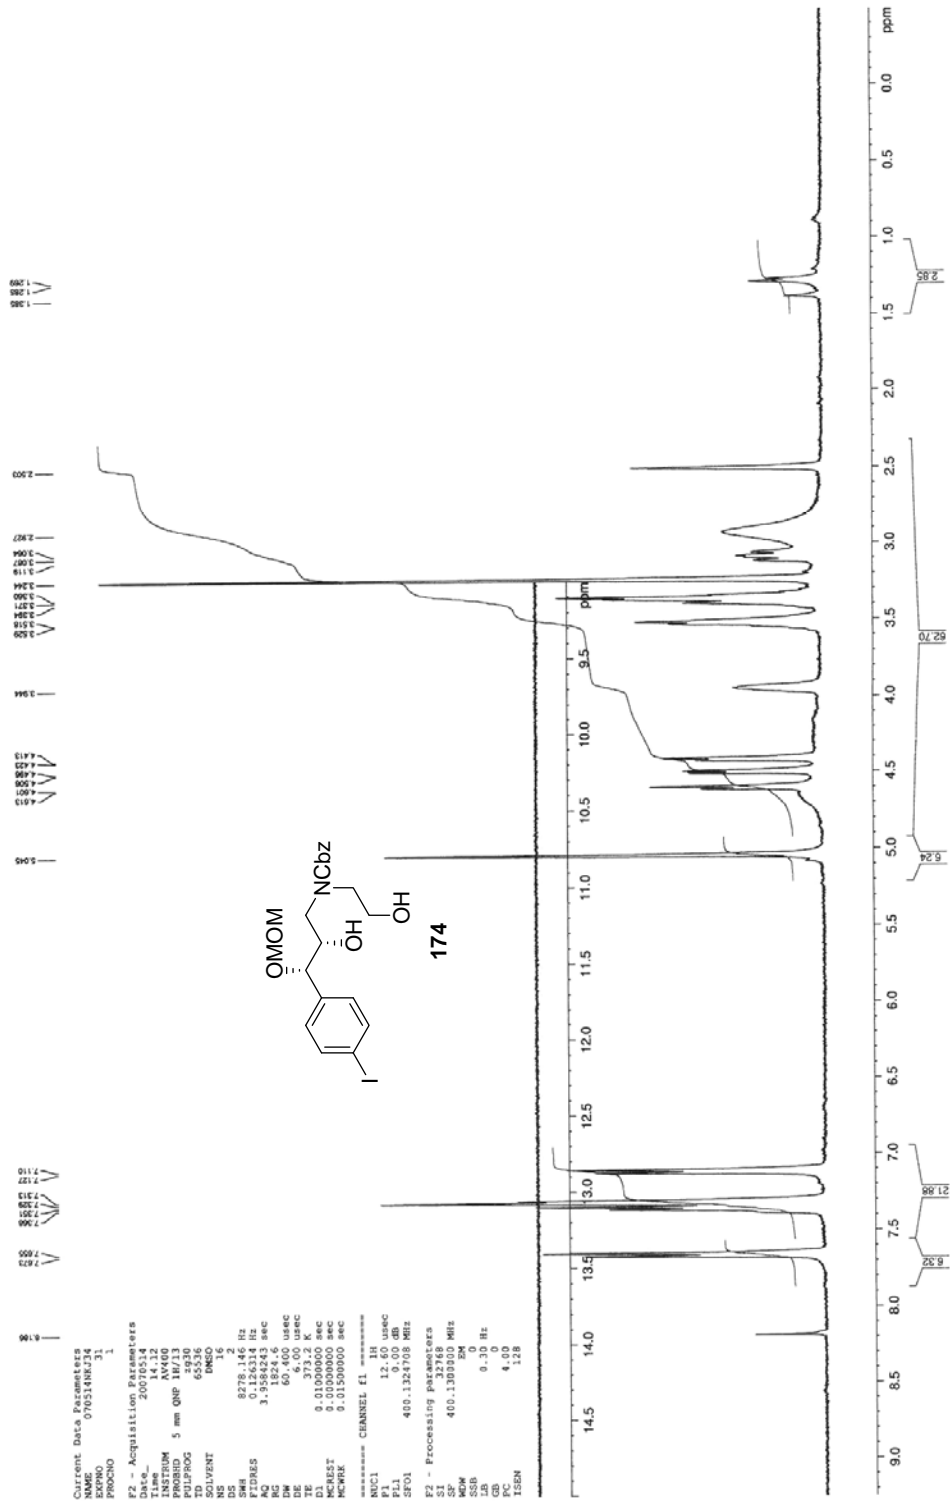 Current Data Parameters
NAME 070514NKJ34
EXPNO 31
PROCNO 1
F2 - Acquisition Parameters
Date_ 20070514
Time 14.12
INSTRUM AV400
PROBHD 5 mm QNP 1H/13
PULPROG zg30
TD 65536
SOLVENT DMSO
NS 16
DS 2
SWH 8278.146 Hz
FIDRES 0.126314 Hz
AQ 3.9584243 sec
RG 1824.6
DW 60.400 usec
DE 6.00 usec
TE 373.2 K
D1 0.01000000 sec
MCREST 0.00000000 sec
MCWRK 0.01500000 sec
======== CHANNEL f1 ========
NUC1 1H
P1 12.60 usec
PL1 0.00 dB
SFO1 400.1324708 MHz
F2 - Processing parameters
SI 32768
SF 400.1300000 MHz
WDW EM
SSB 0
LB 0.30 Hz
GB 0
PC 4.00
ISEN 128
8.186
7.673
7.655
7.368
7.351
7.329
7.313
7.127
7.110
5.045
4.613
4.601
4.508
4.496
4.423
4.413
3.944
3.529
3.518
3.394
3.371
3.360
3.244
3.119
3.087
3.064
2.927
2.503
1.385
1.285
1.269
I
OMOM
OH
NCbz
OH
174
14.5 14.0 13.5 13.0 12.5 12.0 11.5 11.0 10.5 10.0 9.5 ppm
9.0 8.5 8.0 7.5 7.0 6.5 6.0 5.5 5.0 4.5 4.0 3.5 3.0 2.5 2.0 1.5 1.0 0.5 0.0 ppm
6.32
21.88
6.24
62.70
2.85